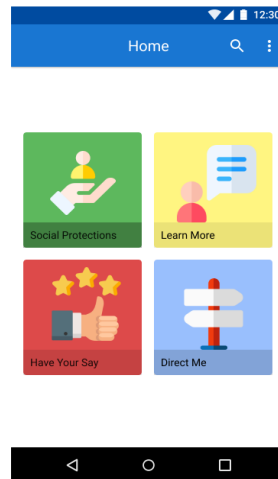 12:30
Home
Social Protections
Learn More
Have Your Say
Direct Me